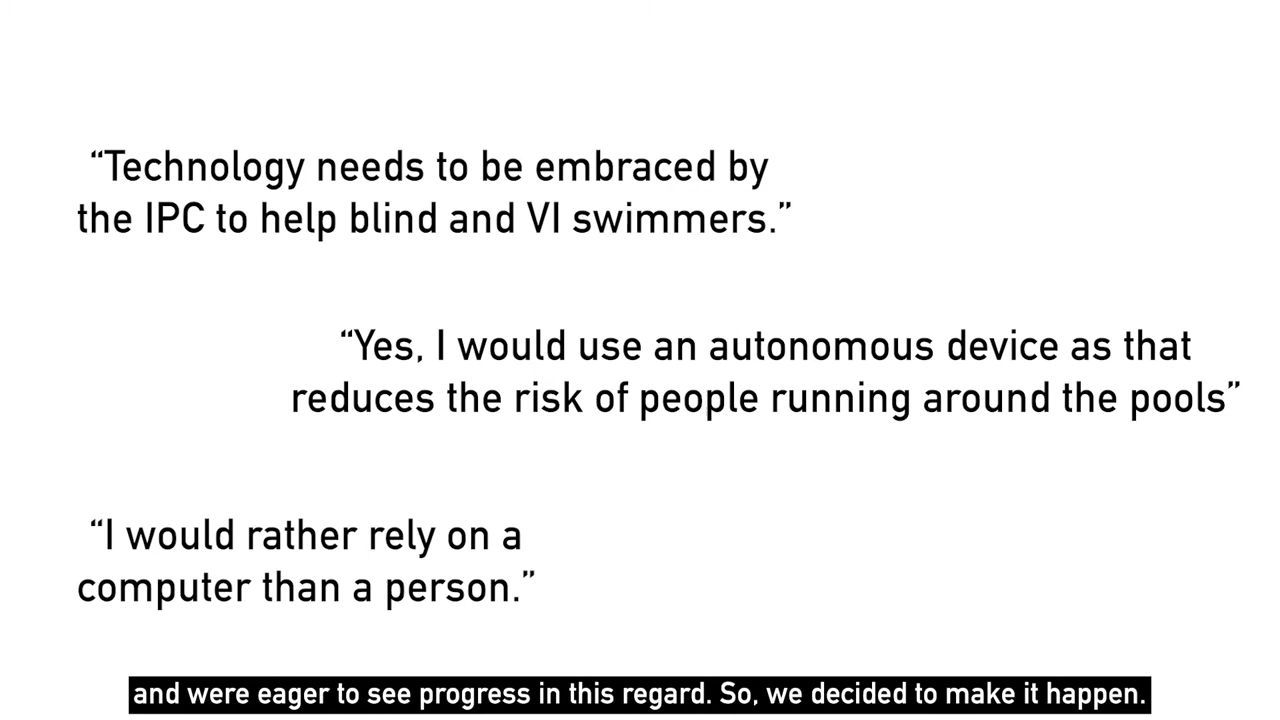 “Technology needs to be embraced by
the IPC to help blind and VI swimmers.”
“Yes, I would use an autonomous device as that
reduces the risk of people running around the pools”
“I would rather rely on a
computer than a person.”
and were eager to see progress in this regard. So, we decided to make it happen.